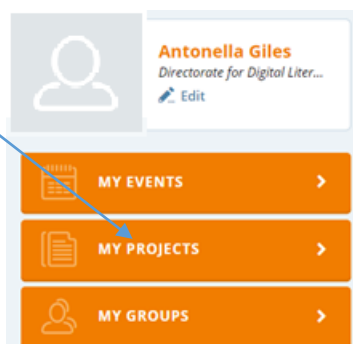 Antonella Giles
Directorate for Digital Liter...
Edit
MY EVENTS
MY PROJECTS
MY GROUPS